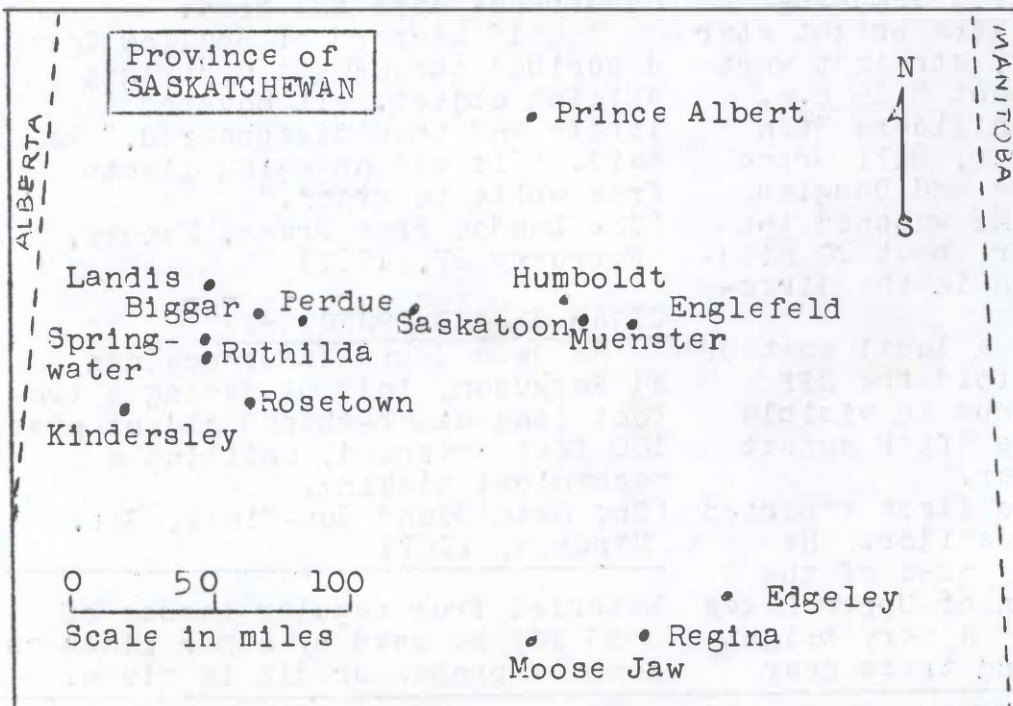 Province of
SASKATCHEWAN
ALBERTA
MANITOBA
N
S
Prince Albert
Landis
Biggar
Perdue
Humboldt
Saskatoon
Englefeld
Muenster
Spring-
water
Ruthilda
Rosetown
Kindersley
0 50 100
Scale in miles
Edgeley
Regina
Moose Jaw